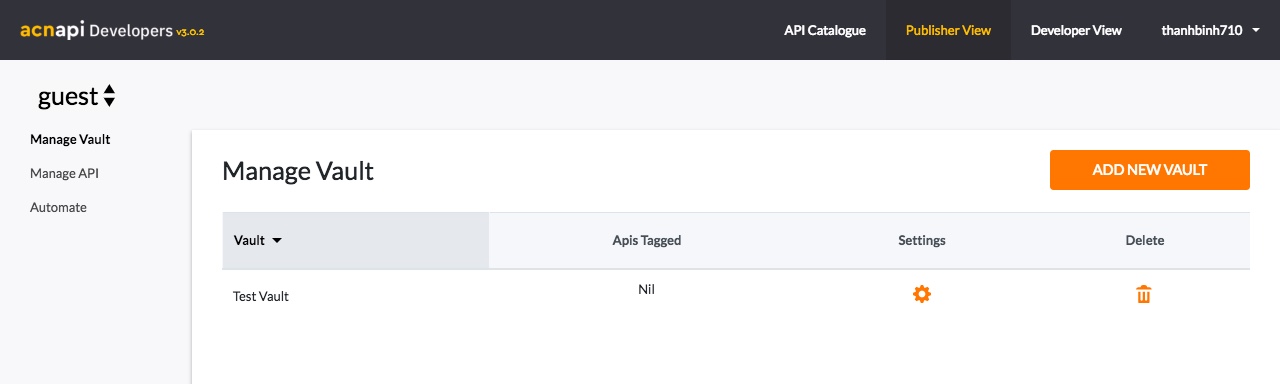 acnapi Developers v3.0.2
API Catalogue Publisher View Developer View thanhbinh710
guest
Manage Vault
Manage API
Automate
Manage Vault
ADD NEW VAULT
Vault Apis Tagged Settings Delete
Test Vault Nil